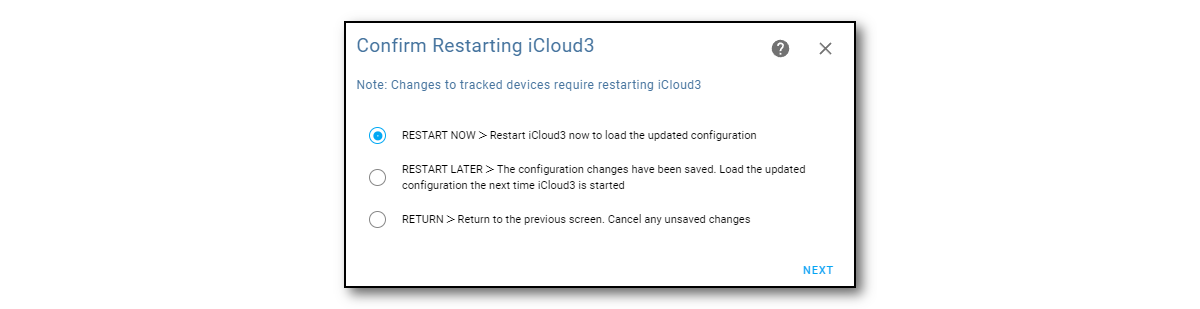 Confirm Restarting iCloud3
Note: Changes to tracked devices require restarting iCloud3
RESTART NOW > Restart iCloud3 now to load the updated configuration
RESTART LATER > The configuration changes have been saved. Load the updated
configuration the next time iCloud3 is started
RETURN > Return to the previous screen. Cancel any unsaved changes
NEXT